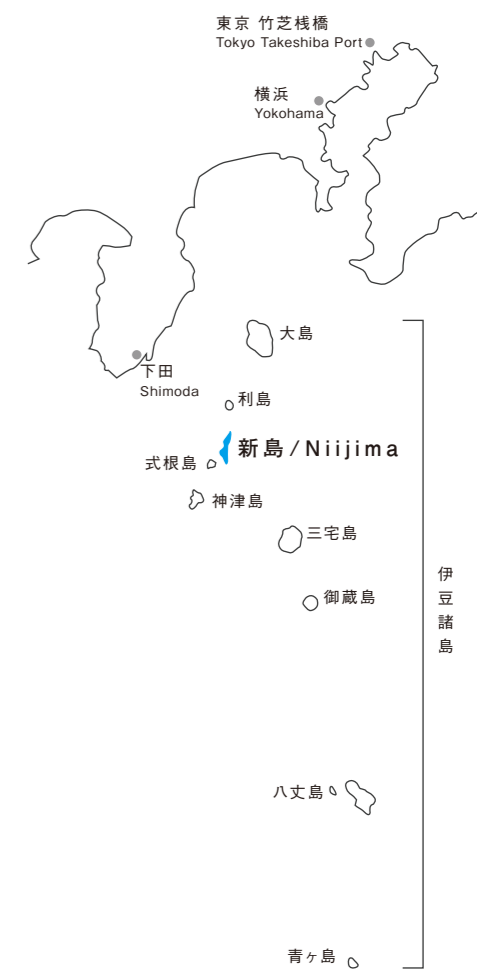 東京 竹芝桟橋
Tokyo Takeshiba Port
横浜
Yokohama
大島
下田
Shimoda
利島
新島/Niijima
式根島
神津島
三宅島
御蔵島
伊豆諸島
八丈島
青ヶ島